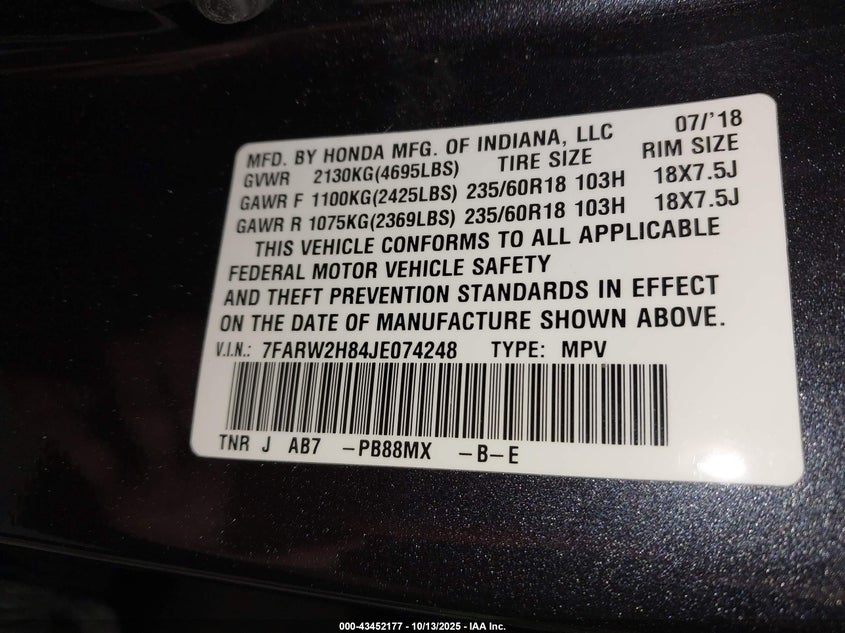 MFD. BY HONDA MFG. OF INDIANA, LLC 07/'18
GVWR 2130KG(4695LBS) TIRE SIZE RIM SIZE
GAWR F 1100KG(2425LBS) 235/60R18 103H 18X7.5J
GAWR R 1075KG(2369LBS) 235/60R18 103H 18X7.5J
THIS VEHICLE CONFORMS TO ALL APPLICABLE
FEDERAL MOTOR VEHICLE SAFETY
AND THEFT PREVENTION STANDARDS IN EFFECT
ON THE DATE OF MANUFACTURE SHOWN ABOVE.
V.I.N.: 7FARW2H84JE074248 TYPE: MPV
TNR J AB7 -PB88MX -B-E
000-43452177 - 10/13/2025 - IAA Inc.